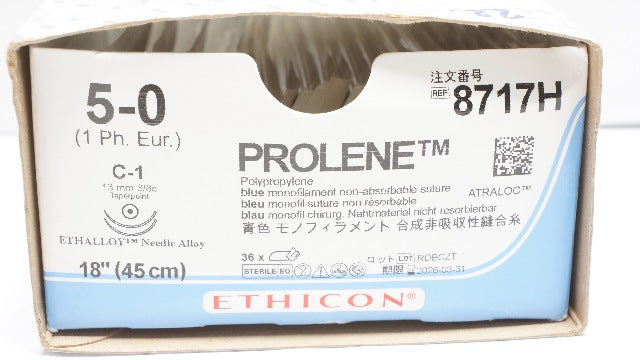 5-0
(1 Ph. Eur.)
C-1
13 mm 3/8c
Taperpoint
ETHALLOY™ Needle Alloy
18" (45 cm)
注文番号
REF 8717H
PROLENE™
Polypropylene
blue monofilament non-absorbable suture
bleu monofil suture non résorbable
blau monofil chirurg. Nahtmaterial nicht resorbierbar
青色 モノフィラメント 合成非吸収性縫合糸
ATRALOC™
36 x
STERILE EO
ロット LOT RDBCZT
期限 2026-03-31
ETHICON®